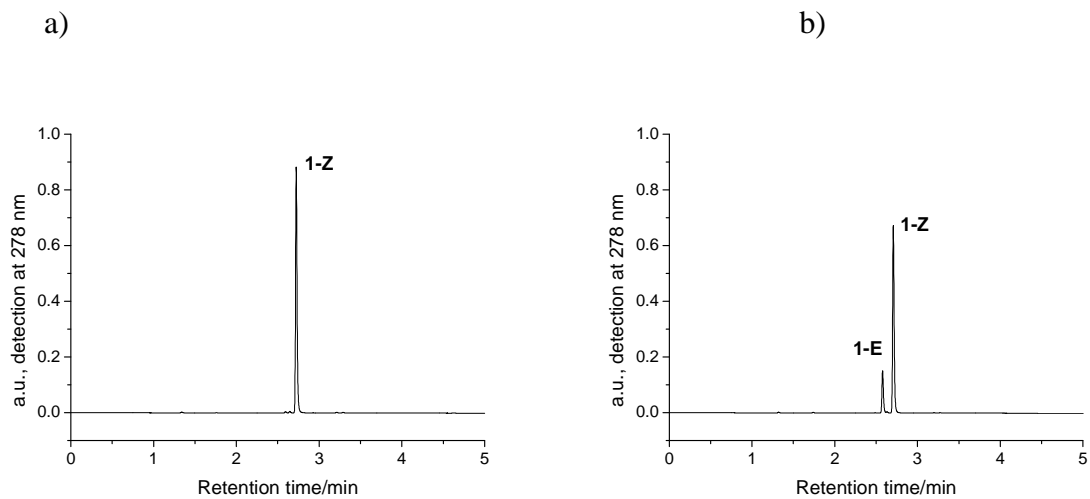 a)
b)
1.0
0.8
0.6
0.4
0.2
0.0
a.u., detection at 278 nm
1-Z
0
1
2
3
4
5
Retention time/min
1.0
0.8
0.6
0.4
0.2
0.0
a.u., detection at 278 nm
1-E
1-Z
0
1
2
3
4
5
Retention time/min